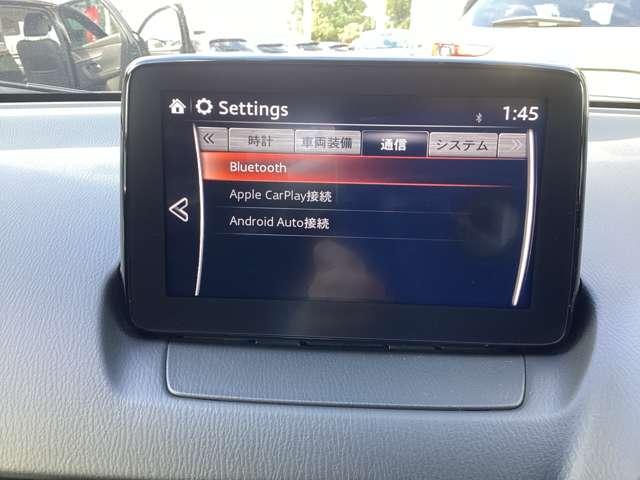 Settings 1:45
« 時計 車両装備 通信 システム »
Bluetooth
Apple CarPlay接続
Android Auto接続